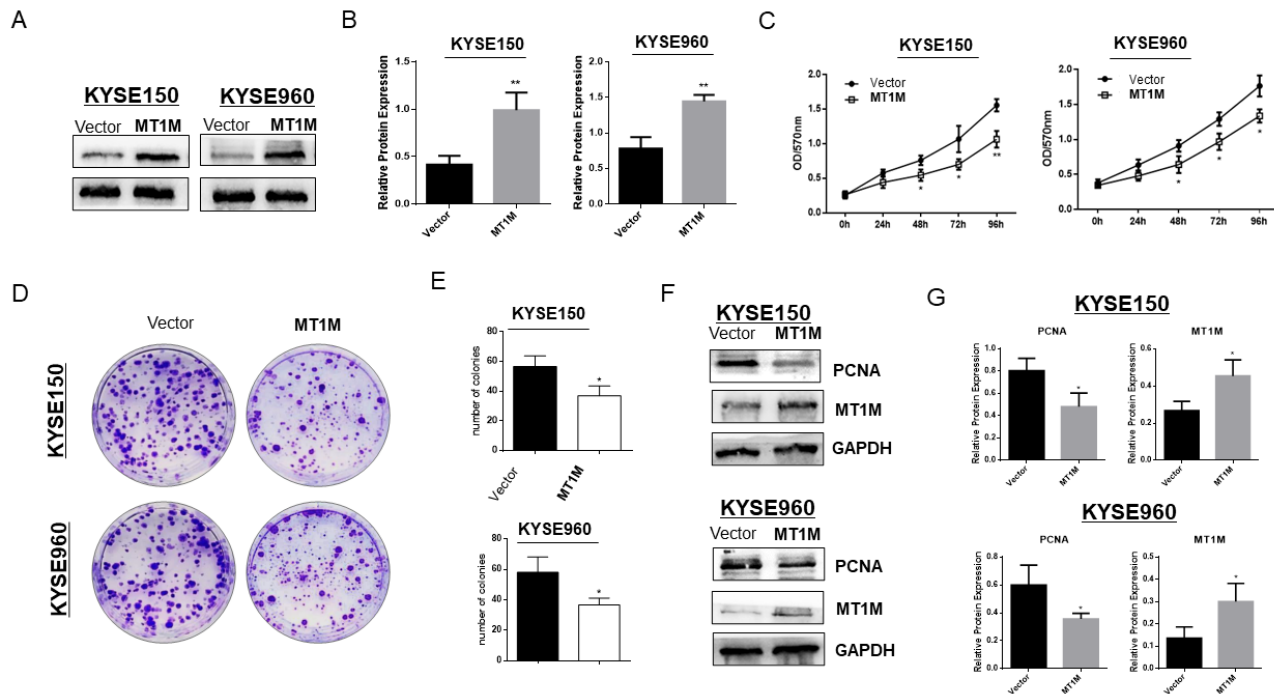 A
KYSE150
KYSE960
Vector MT1M
Vector MT1M
B
KYSE150
KYSE960
Relative Protein Expression
1.5
1.0
0.5
0.0
Vector
MT1M
**
Relative Protein Expression
2.0
1.5
1.0
0.5
0.0
Vector
MT1M
**
C
KYSE150
KYSE960
Vector
MT1M
OD/570nm
2.0
1.5
1.0
0.5
0.0
0h 24h 48h 72h 96h
* * **
Vector
MT1M
OD/570nm
2.0
1.5
1.0
0.5
0.0
0h 24h 48h 72h 96h
* * *
D
Vector MT1M
KYSE150
KYSE960
E
KYSE150
number of colonies
80
60
40
20
0
*
Vector
MT1M
KYSE960
number of colonies
80
60
40
20
0
*
F
KYSE150
Vector MT1M
PCNA
MT1M
GAPDH
KYSE960
Vector MT1M
PCNA
MT1M
GAPDH
G
KYSE150
PCNA
Relative Protein Expression
1.0
0.8
0.6
0.4
0.2
0.0
*
Vector
MT1M
MT1M
Relative Protein Expression
0.6
0.4
0.2
0.0
*
Vector
MT1M
KYSE960
PCNA
Relative Protein Expression
0.8
0.6
0.4
0.2
0.0
*
Vector
MT1M
MT1M
Relative Protein Expression
0.5
0.4
0.3
0.2
0.1
0.0
*
Vector
MT1M